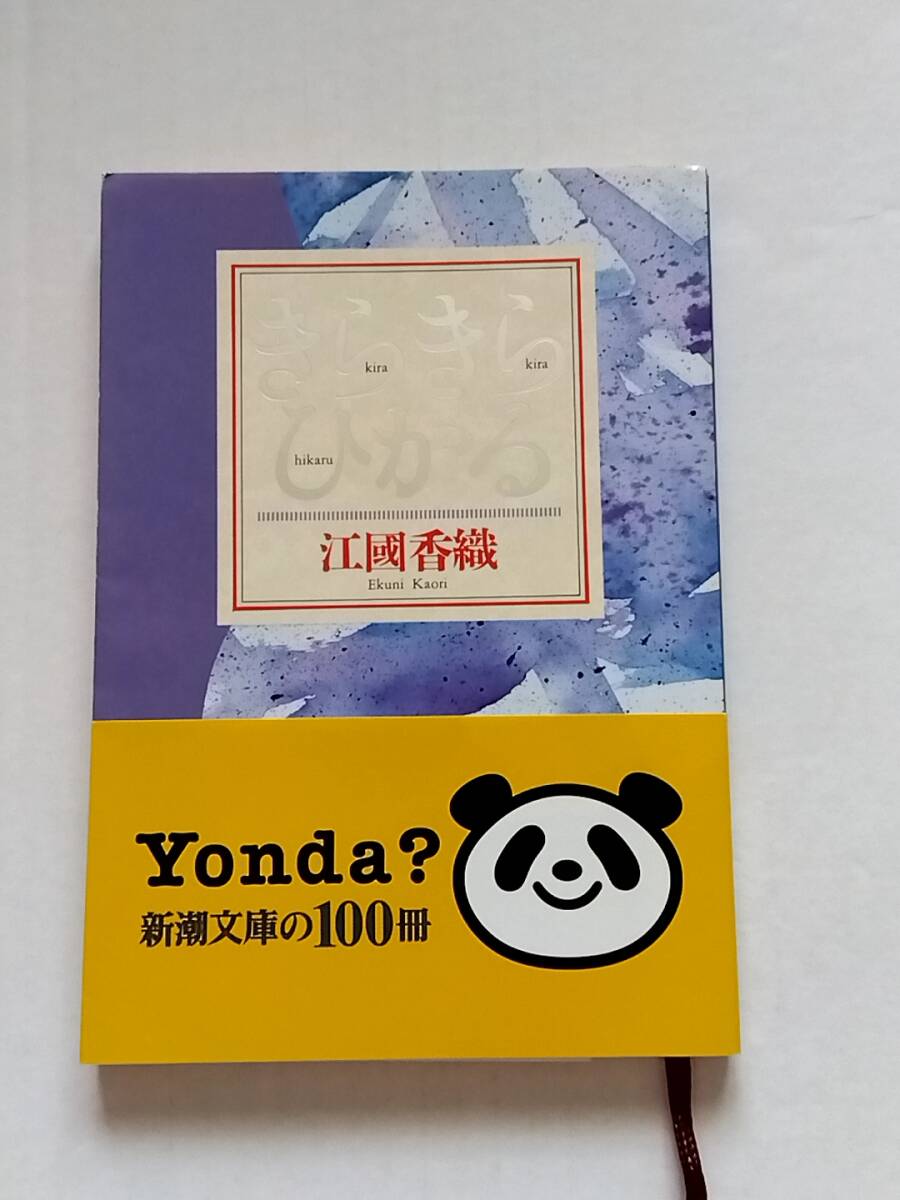 きらきら
kira kira
ひかる
hikaru
江國香織
Ekuni Kaori
Yonda?
新潮文庫の100冊